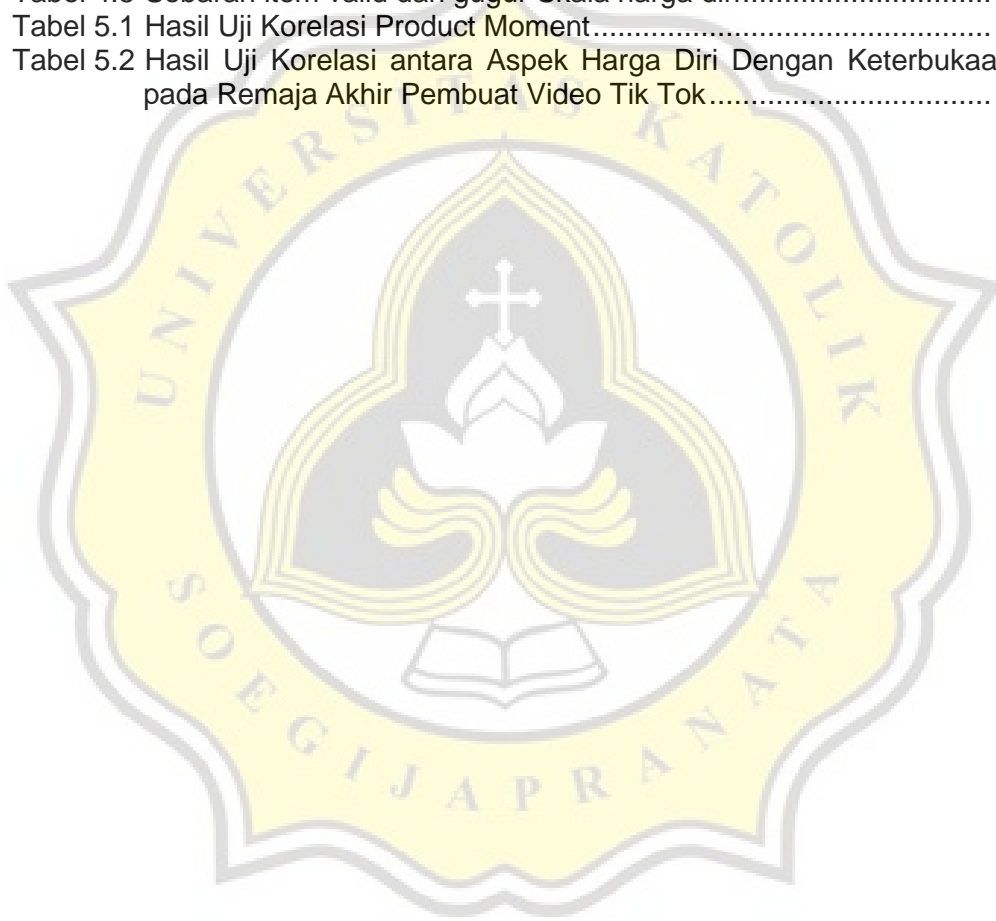 Tabel 5.1 Hasil Uji Korelasi Product Moment................................................
Tabel 5.2 Hasil Uji Korelasi antara Aspek Harga Diri Dengan Keterbukaa
pada Remaja Akhir Pembuat Video Tik Tok..................................
UNIVERSITAS KATOLIK
SOEGIJAPRANATA